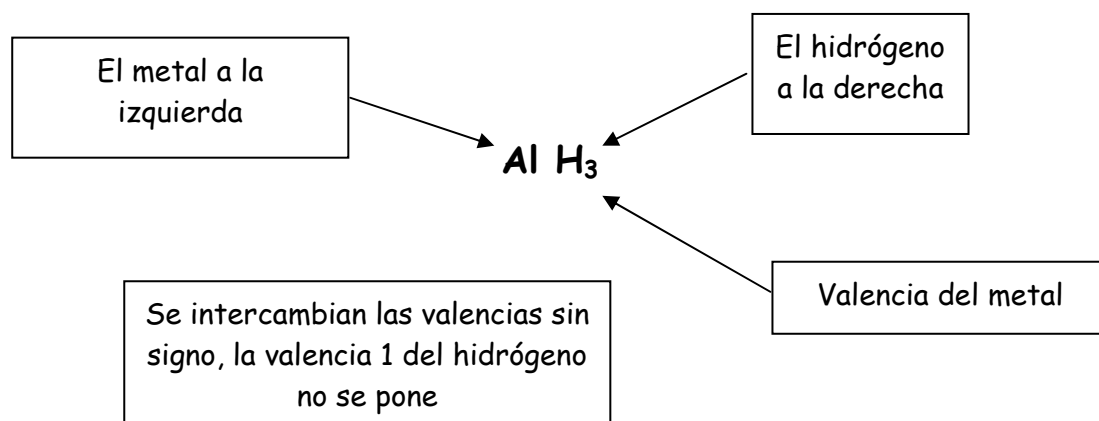 El metal a la
izquierda
El hidrógeno
a la derecha
Al H₃
Valencia del metal
Se intercambian las valencias sin
signo, la valencia 1 del hidrógeno
no se pone